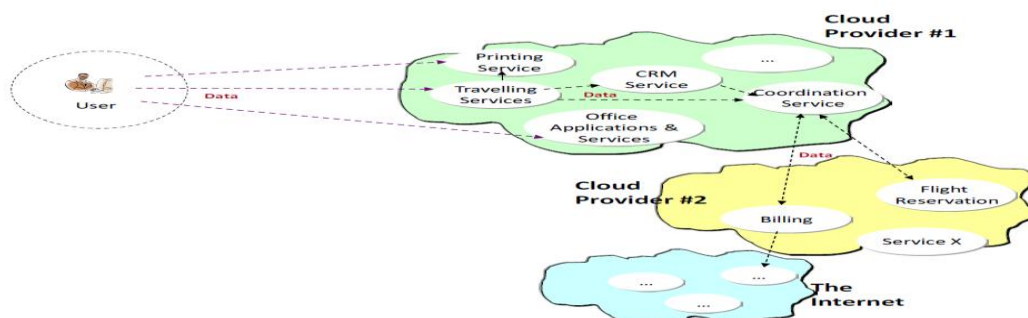 Cloud
Provider #1
Printing
Service
...
CRM
Service
User
Data
Travelling
Services
Data
Coordination
Service
Office
Applications &
Services
Data
Cloud
Provider #2
Flight
Reservation
Billing
Service X
...
...
...
The
Internet